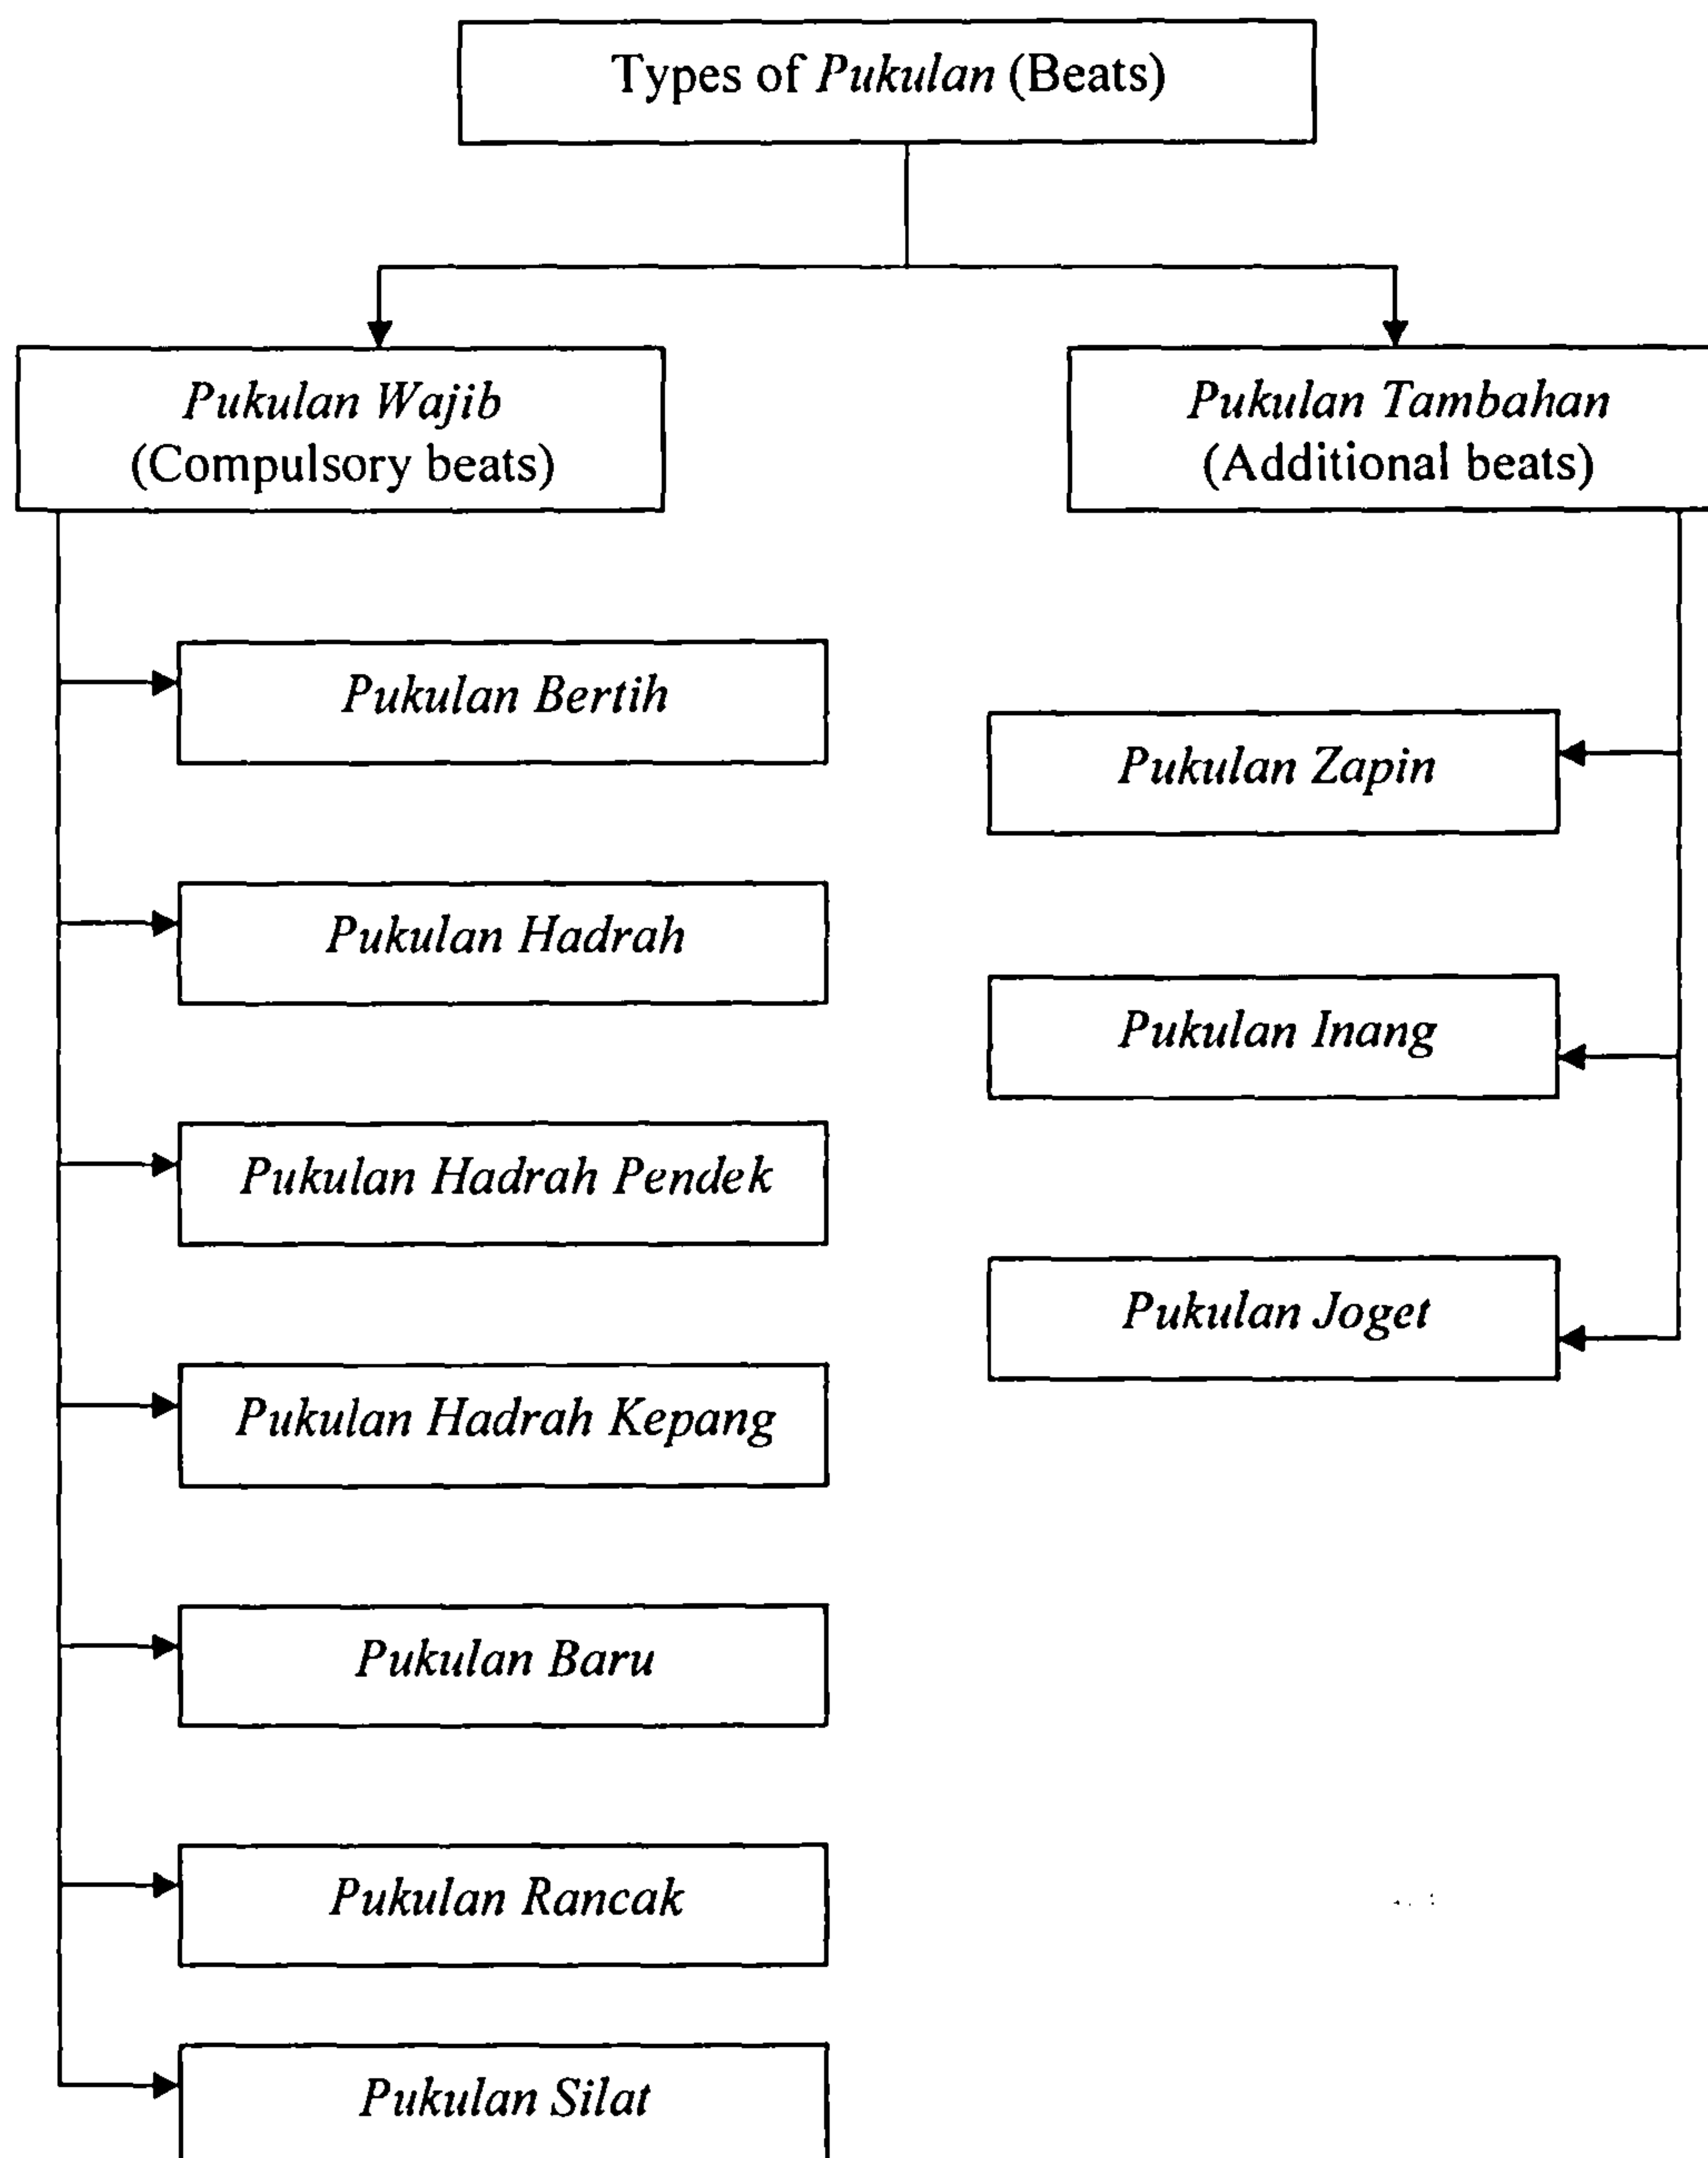 Types of Pukulan (Beats)
Pukulan Wajib
(Compulsory beats)
Pukulan Bertih
Pukulan Hadrah
Pukulan Hadrah Pendek
Pukulan Hadrah Kepang
Pukulan Baru
Pukulan Rancak
Pukulan Silat
Pukulan Tambahan
(Additional beats)
Pukulan Zapin
Pukulan Inang
Pukulan Joget